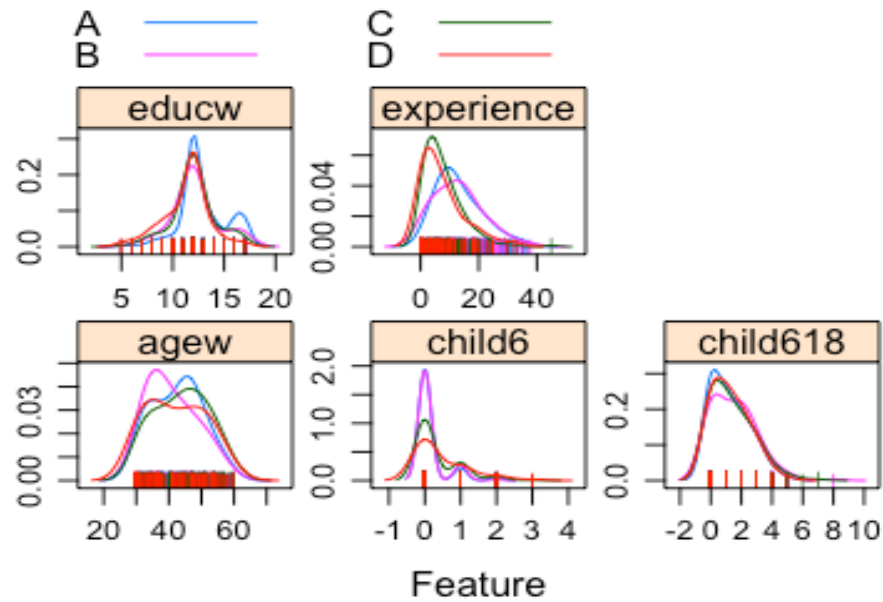 A C
B D
educw experience
0.0 0.2
0.00 0.04
5 10 15 20
0 20 40
agew child6 child618
0.00 0.03
0.0 1.0 2.0
0.0 0.2
20 40 60
-1 0 1 2 3 4
-2 0 2 4 6 8 10
Feature